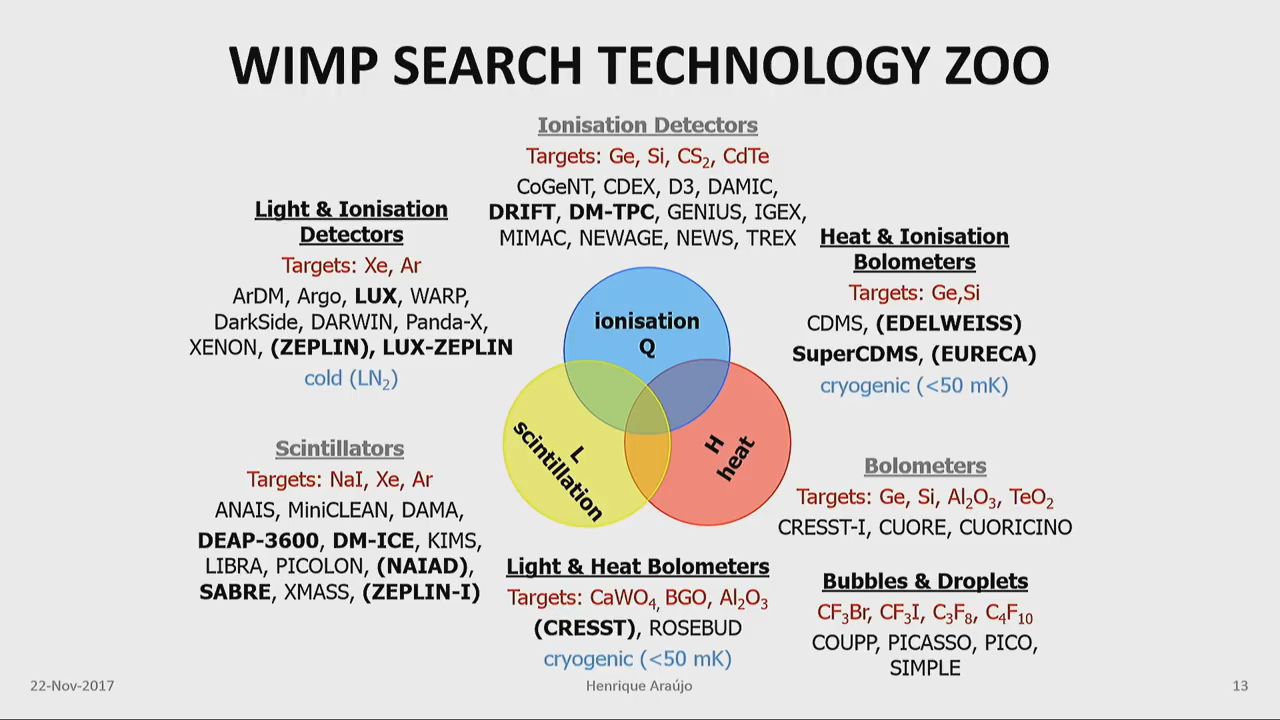 WIMP SEARCH TECHNOLOGY ZOO
Ionisation Detectors
Targets: Ge, Si, CS₂, CdTe
CoGeNT, CDEX, D3, DAMIC,
DRIFT, DM-TPC, GENIUS, IGEX,
MIMAC, NEWAGE, NEWS, TREX
Light & Ionisation
Detectors
Targets: Xe, Ar
ArDM, Argo, LUX, WARP,
DarkSide, DARWIN, Panda-X,
XENON, (ZEPLIN), LUX-ZEPLIN
cold (LN₂)
Heat & Ionisation
Bolometers
Targets: Ge,Si
CDMS, (EDELWEISS)
SuperCDMS, (EURECA)
cryogenic (<50 mK)
ionisation
Q
L
scintillation
H
heat
Scintillators
Targets: NaI, Xe, Ar
ANAIS, MiniCLEAN, DAMA,
DEAP-3600, DM-ICE, KIMS,
LIBRA, PICOLON, (NAIAD),
SABRE, XMASS, (ZEPLIN-I)
Bolometers
Targets: Ge, Si, Al₂O₃, TeO₂
CRESST-I, CUORE, CUORICINO
Light & Heat Bolometers
Targets: CaWO₄, BGO, Al₂O₃
(CRESST), ROSEBUD
cryogenic (<50 mK)
Bubbles & Droplets
CF₃Br, CF₃I, C₃F₈, C₄F₁₀
COUPP, PICASSO, PICO,
SIMPLE
22-Nov-2017
Henrique Araújo
13